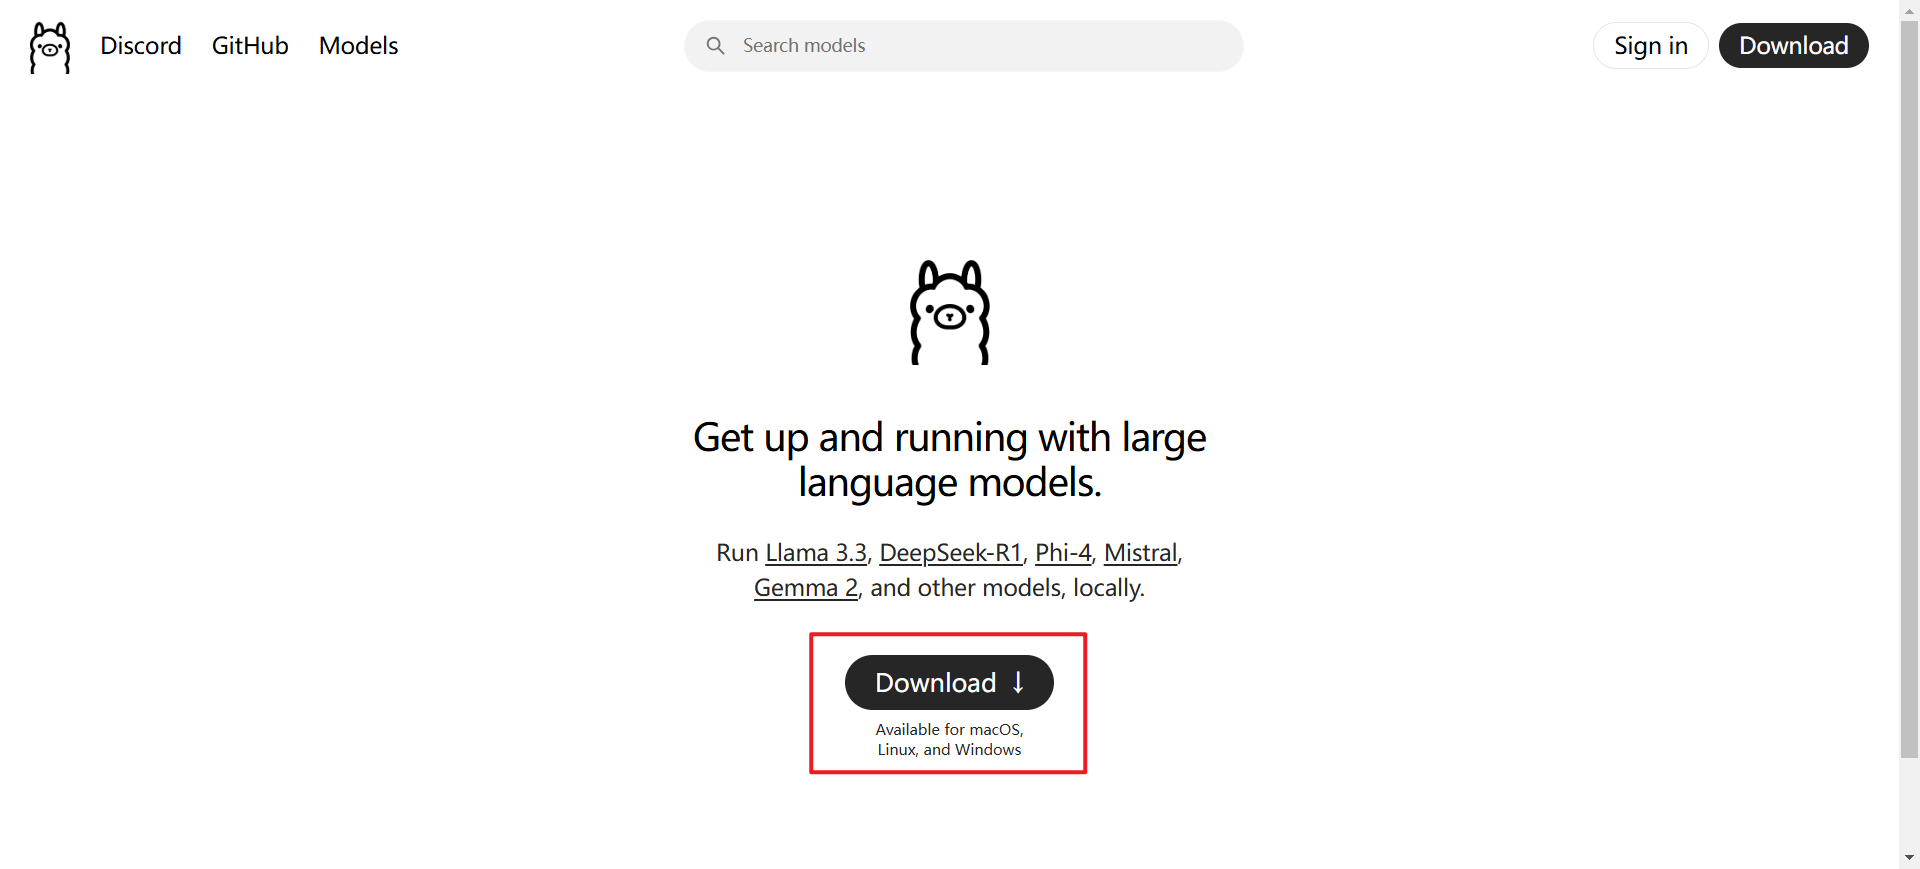 Discord GitHub Models
Search models
Sign in Download
Get up and running with large
language models.
Run Llama 3.3, DeepSeek-R1, Phi-4, Mistral,
Gemma 2, and other models, locally.
Download ↓
Available for macOS,
Linux, and Windows